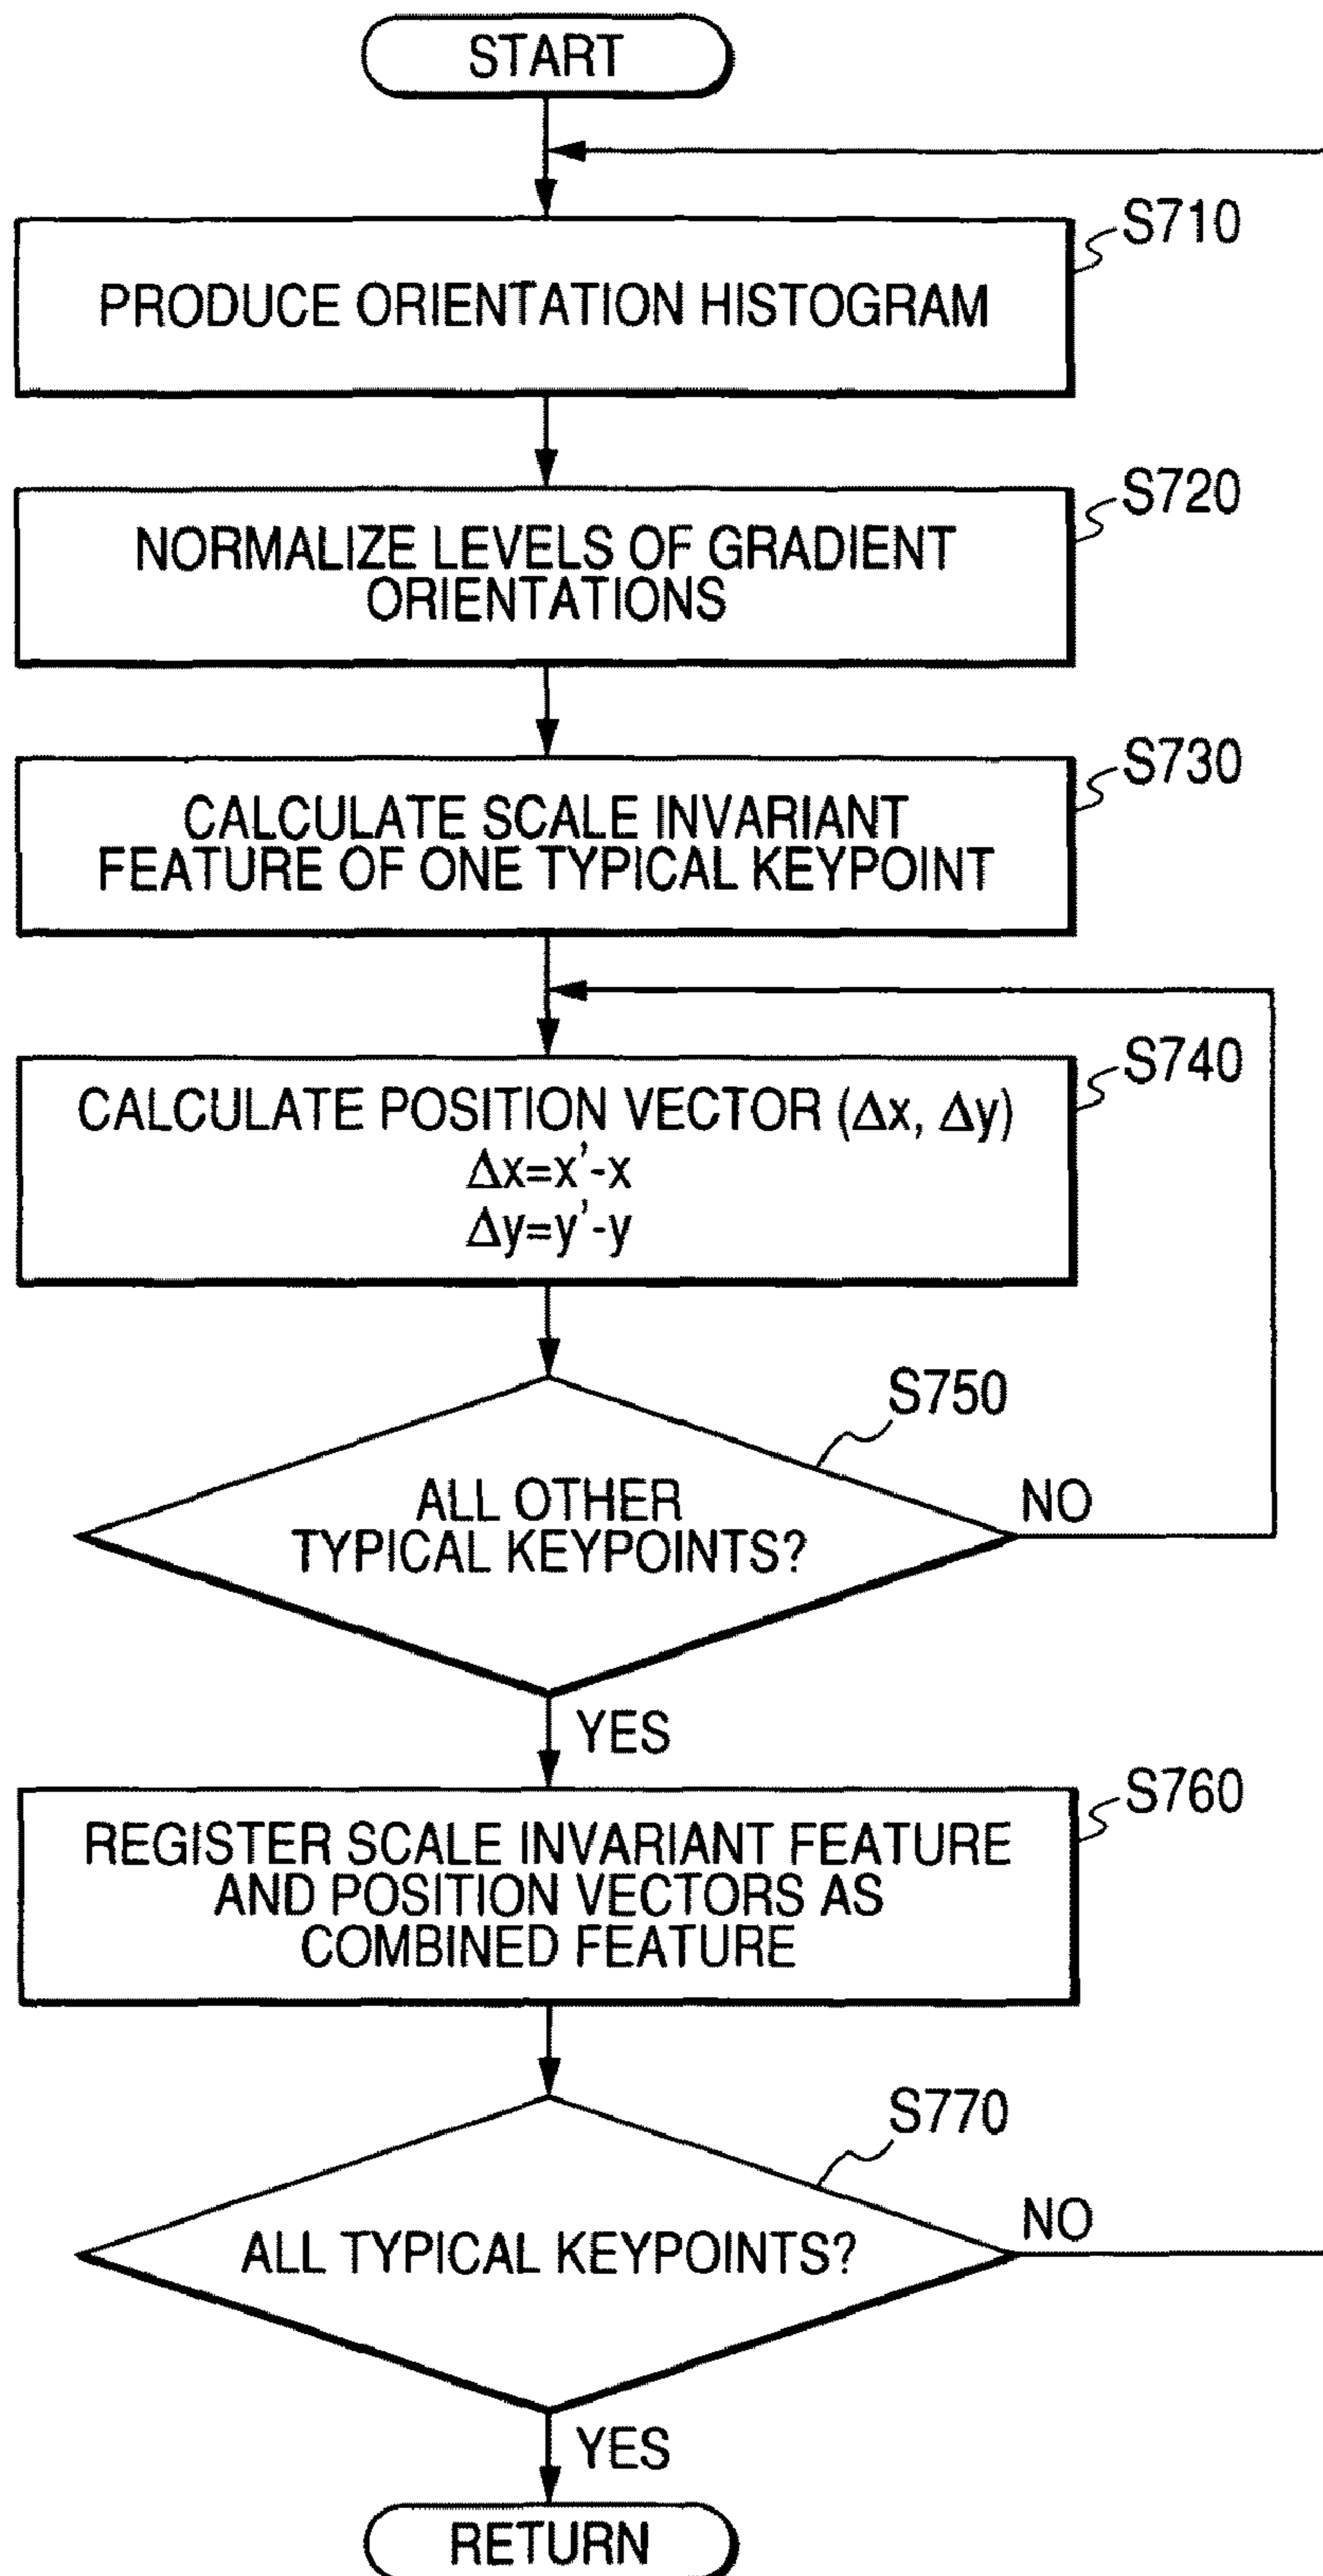 START
S710
PRODUCE ORIENTATION HISTOGRAM
S720
NORMALIZE LEVELS OF GRADIENT
ORIENTATIONS
S730
CALCULATE SCALE INVARIANT
FEATURE OF ONE TYPICAL KEYPOINT
S740
CALCULATE POSITION VECTOR (Δx, Δy)
Δx=x'-x
Δy=y'-y
S750
ALL OTHER
TYPICAL KEYPOINTS?
NO
YES
S760
REGISTER SCALE INVARIANT FEATURE
AND POSITION VECTORS AS
COMBINED FEATURE
S770
ALL TYPICAL KEYPOINTS?
NO
YES
RETURN